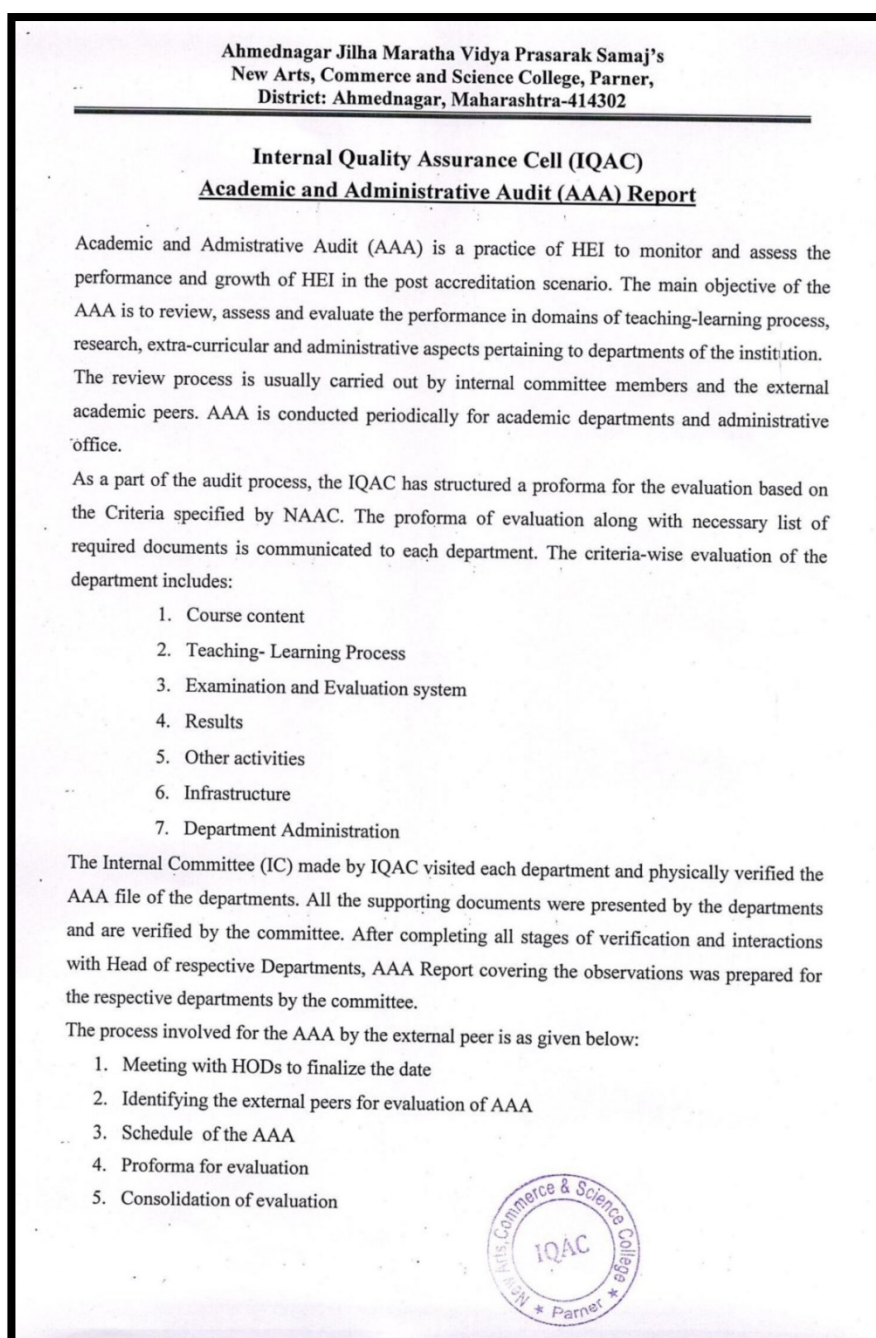 Ahmednagar Jilha Maratha Vidya Prasarak Samaj's
New Arts, Commerce and Science College, Parner,
District: Ahmednagar, Maharashtra-414302
Internal Quality Assurance Cell (IQAC)
Academic and Administrative Audit (AAA) Report
Academic and Admistrative Audit (AAA) is a practice of HEI to monitor and assess the
performance and growth of HEI in the post accreditation scenario. The main objective of the
AAA is to review, assess and evaluate the performance in domains of teaching-learning process,
research, extra-curricular and administrative aspects pertaining to departments of the institution.
The review process is usually carried out by internal committee members and the external
academic peers. AAA is conducted periodically for academic departments and administrative
office.
As a part of the audit process, the IQAC has structured a proforma for the evaluation based on
the Criteria specified by NAAC. The proforma of evaluation along with necessary list of
required documents is communicated to each department. The criteria-wise evaluation of the
department includes:
1. Course content
2. Teaching- Learning Process
3. Examination and Evaluation system
4. Results
5. Other activities
6. Infrastructure
7. Department Administration
The Internal Committee (IC) made by IQAC visited each department and physically verified the
AAA file of the departments. All the supporting documents were presented by the departments
and are verified by the committee. After completing all stages of verification and interactions
with Head of respective Departments, AAA Report covering the observations was prepared for
the respective departments by the committee.
The process involved for the AAA by the external peer is as given below:
1. Meeting with HODs to finalize the date
2. Identifying the external peers for evaluation of AAA
3. Schedule of the AAA
4. Proforma for evaluation
5. Consolidation of evaluation
New Arts, Commerce & Science College
IQAC
* Parner *